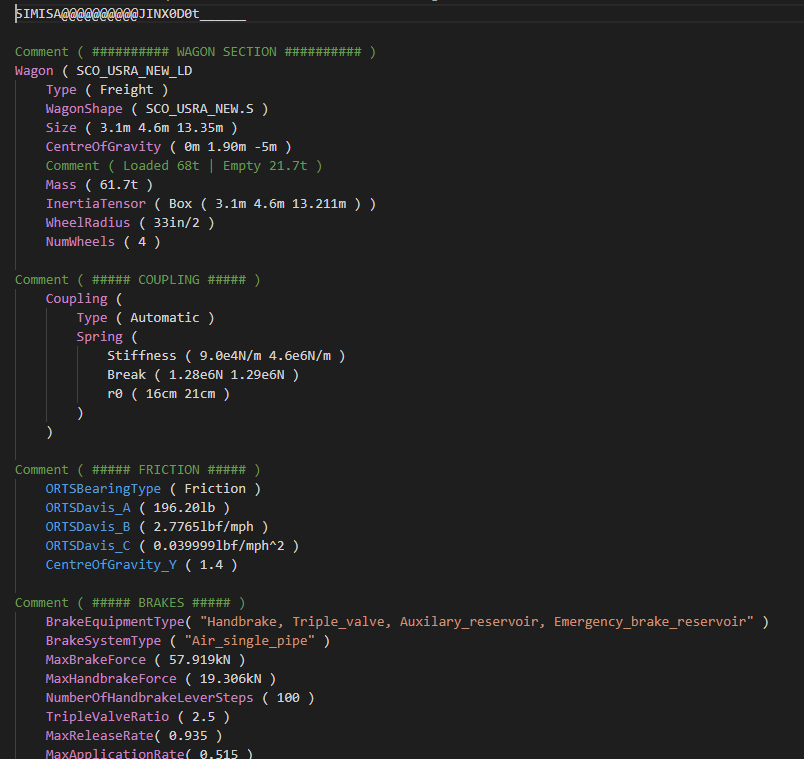 SIMISA@@@@@@@@@@JINX0D0t______
Comment ( ########## WAGON SECTION ########## )
Wagon ( SCO_USRA_NEW_LD
Type ( Freight )
WagonShape ( SCO_USRA_NEW.S )
Size ( 3.1m 4.6m 13.35m )
CentreOfGravity ( 0m 1.90m -5m )
Comment ( Loaded 68t | Empty 21.7t )
Mass ( 61.7t )
InertiaTensor ( Box ( 3.1m 4.6m 13.211m ) )
WheelRadius ( 33in/2 )
NumWheels ( 4 )
Comment ( ##### COUPLING ##### )
Coupling (
Type ( Automatic )
Spring (
Stiffness ( 9.0e4N/m 4.6e6N/m )
Break ( 1.28e6N 1.29e6N )
r0 ( 16cm 21cm )
)
)
Comment ( ##### FRICTION ##### )
ORTSBearingType ( Friction )
ORTSDavis_A ( 196.20lb )
ORTSDavis_B ( 2.7765lbf/mph )
ORTSDavis_C ( 0.039999lbf/mph^2 )
CentreOfGravity_Y ( 1.4 )
Comment ( ##### BRAKES ##### )
BrakeEquipmentType( "Handbrake, Triple_valve, Auxilary_reservoir, Emergency_brake_reservoir" )
BrakeSystemType ( "Air_single_pipe" )
MaxBrakeForce ( 57.919kN )
MaxHandbrakeForce ( 19.306kN )
NumberOfHandbrakeLeverSteps ( 100 )
TripleValveRatio ( 2.5 )
MaxReleaseRate( 0.935 )
MaxApplicationRate( 0.515 )